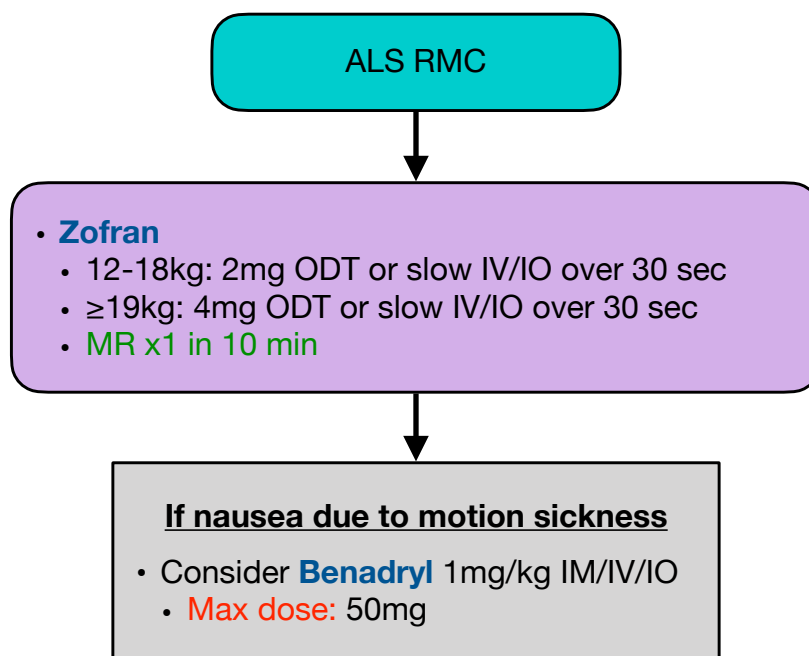 ALS RMC
• Zofran
• 12-18kg: 2mg ODT or slow IV/IO over 30 sec
• ≥19kg: 4mg ODT or slow IV/IO over 30 sec
• MR x1 in 10 min
If nausea due to motion sickness
• Consider Benadryl 1mg/kg IM/IV/IO
• Max dose: 50mg